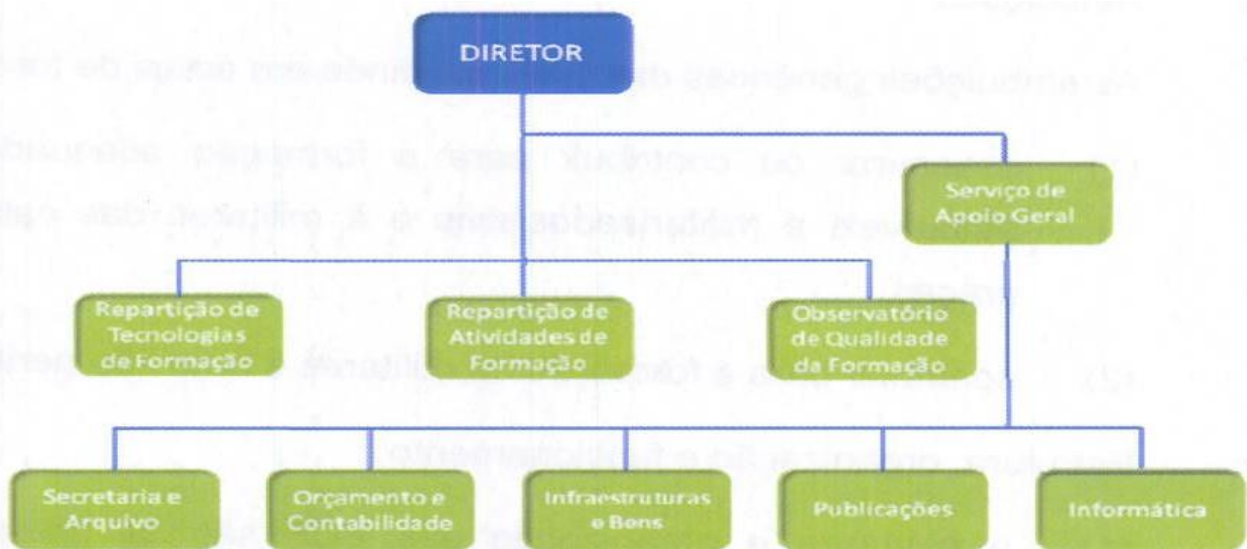 DIRETOR
Serviço de
Apoio Geral
Repartição de
Tecnologias
de Formação
Repartição de
Atividades de
Formação
Observatório
de Qualidade
da Formação
Secretaria e
Arquivo
Orçamento e
Contabilidade
Infraestruturas
e Bens
Publicações
Informática